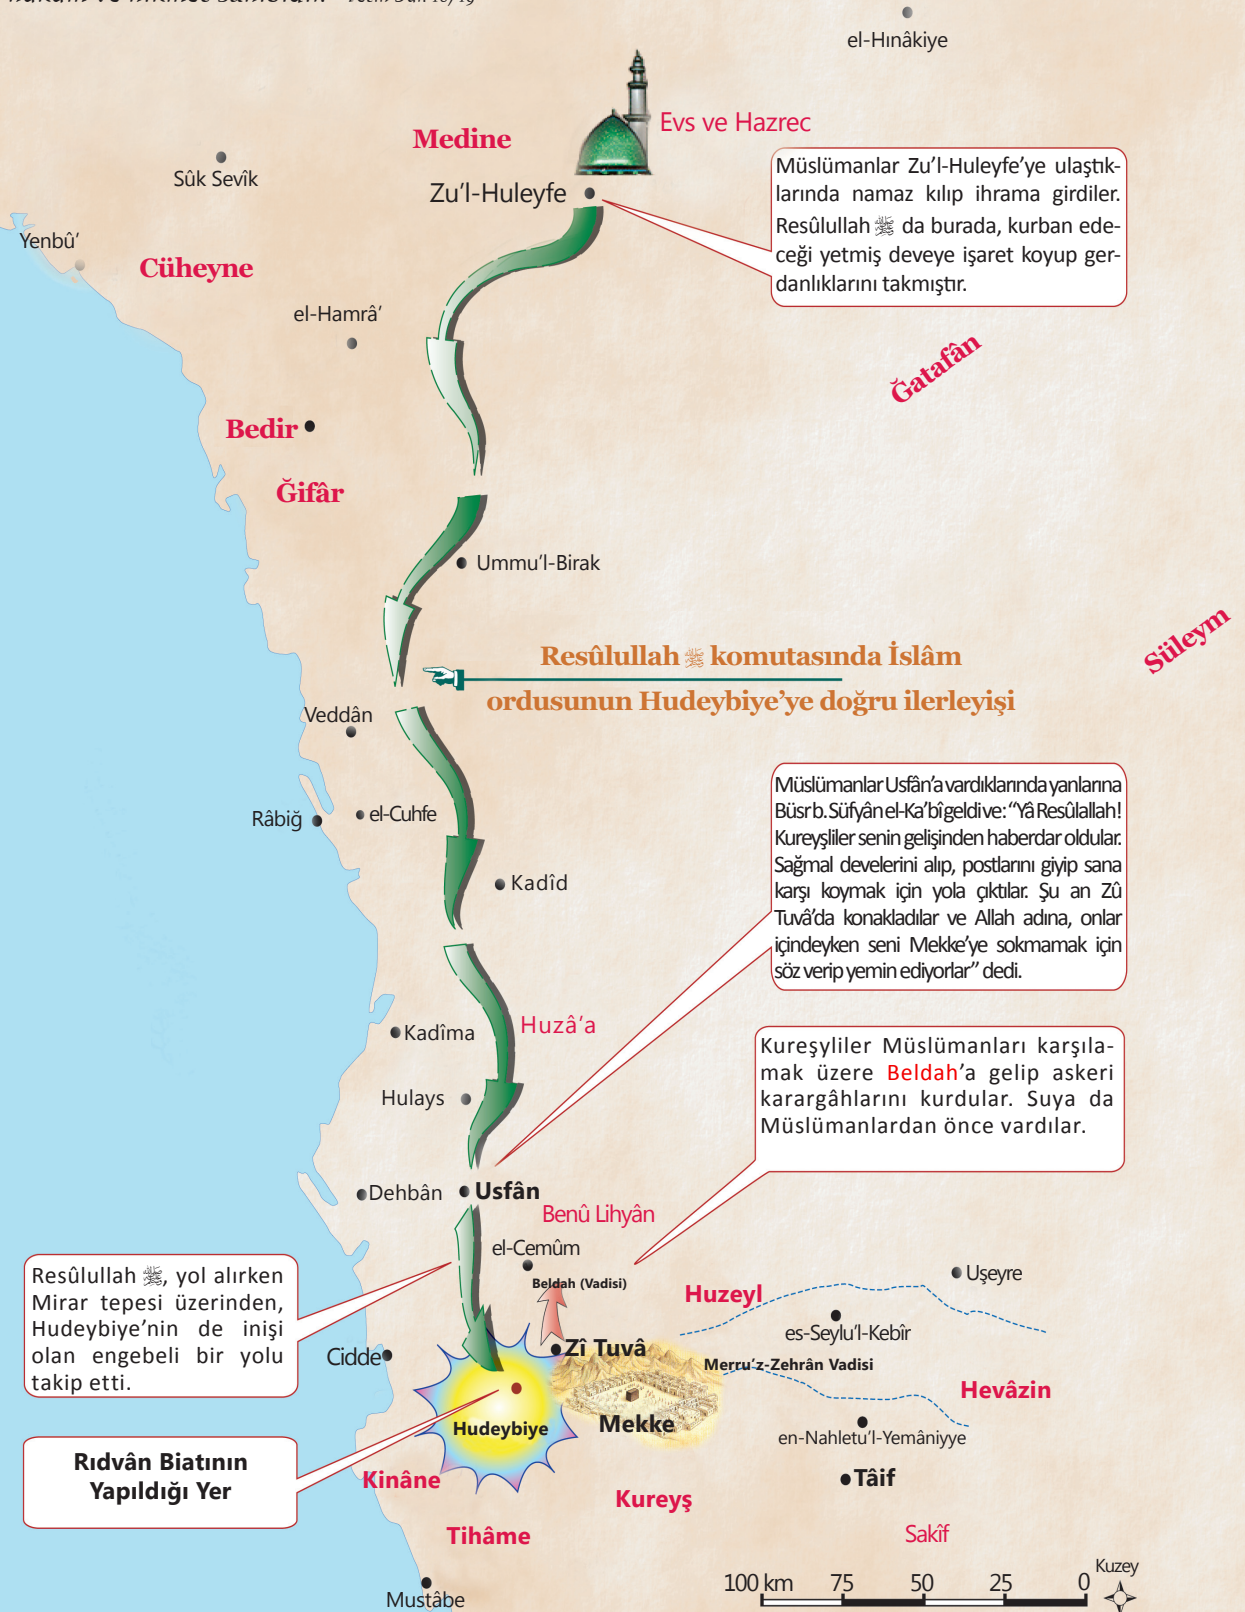 el-Hınâkiye
Medine
Evs ve Hazrec
Sûk Sevîk
Zu’l-Huleyfe
Müslümanlar Zu’l-Huleyfe’ye ulaştık-
larında namaz kılıp ihrama girdiler.
Resûlullah ﷺ da burada, kurban ede-
ceği yetmiş deveye işaret koyup ger-
danlıklarını takmıştır.
Yenbû'
Cüheyne
el-Hamrâ'
Ğatafân
Bedir
Ğifâr
Ummu'l-Birak
Süleym
Resûlullah ﷺ komutasında İslâm
ordusunun Hudeybiye’ye doğru ilerleyişi
Veddân
Râbiğ
el-Cuhfe
Kadîd
Müslümanlar Usfân’a vardıklarında yanlarına
Büsr b. Süfyân el-Ka’bî geldi ve: “Yâ Resûlallah!
Kureyşliler senin gelişinden haberdar oldular.
Sağmal develerini alıp, postlarını giyip sana
karşı koymak için yola çıktılar. Şu an Zû
Tuvâ’da konakladılar ve Allah adına, onlar
içindeyken seni Mekke’ye sokmamak için
söz verip yemin ediyorlar” dedi.
Kadîma
Huzâ'a
Kureşyliler Müslümanları karşıla-
mak üzere Beldah’a gelip askeri
karargâhlarını kurdular. Suya da
Müslümanlardan önce vardılar.
Hulays
Dehbân
Usfân
Benû Lihyân
el-Cemûm
Beldah (Vadisi)
Resûlullah ﷺ, yol alırken
Mirar tepesi üzerinden,
Hudeybiye’nin de inişi
olan engebeli bir yolu
takip etti.
Huzeyl
Uşeyre
es-Seylu'l-Kebîr
Cidde
Zî Tuvâ
Merru’z-Zehrân Vadisi
Hevâzin
Hudeybiye
Mekke
en-Nahletu'l-Yemâniyye
Rıdvân Biatının
Yapıldığı Yer
Kinâne
Tâif
Kureyş
Tihâme
Sakîf
Mustâbe
100 km 75 50 25 0
Kuzey